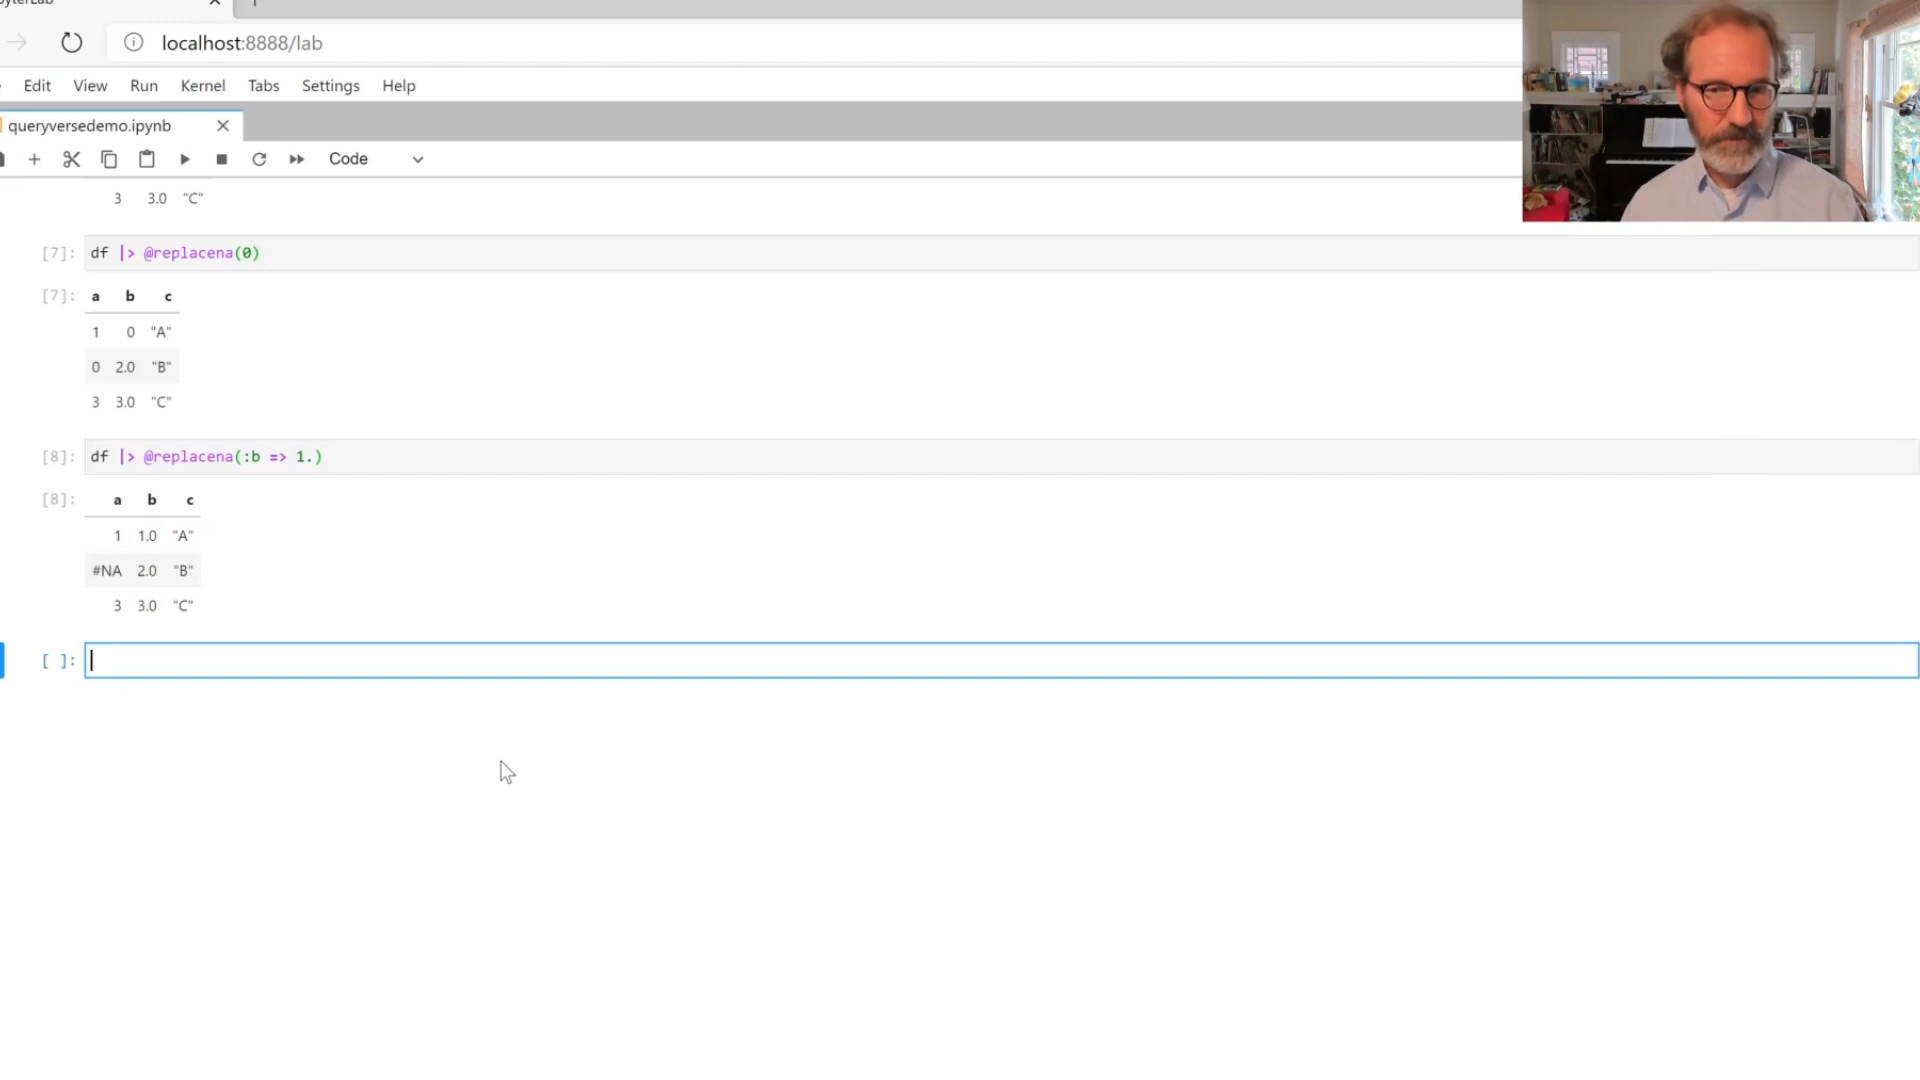 localhost:8888/lab
Edit View Run Kernel Tabs Settings Help
queryversedemo.ipynb
Code
3 3.0 "C"
[7]: df |> @replacena(0)
[7]: a b c
1 0 "A"
0 2.0 "B"
3 3.0 "C"
[8]: df |> @replacena(:b => 1.)
[8]: a b c
1 1.0 "A"
#NA 2.0 "B"
3 3.0 "C"
[ ]: